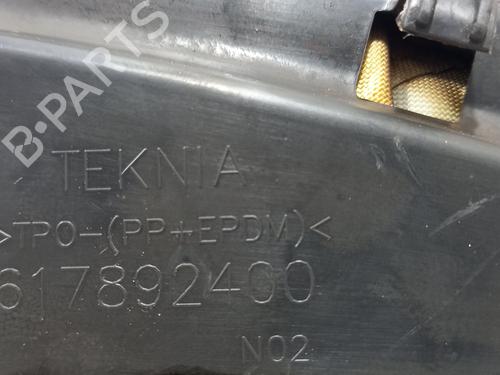 B-PARTS
TEKNIA
>TPO-(PP+EPDM)<
617892400
N02